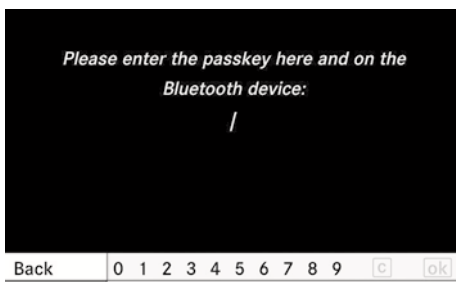 Please enter the passkey here and on the
Bluetooth device:
Back 0 1 2 3 4 5 6 7 8 9 c ok